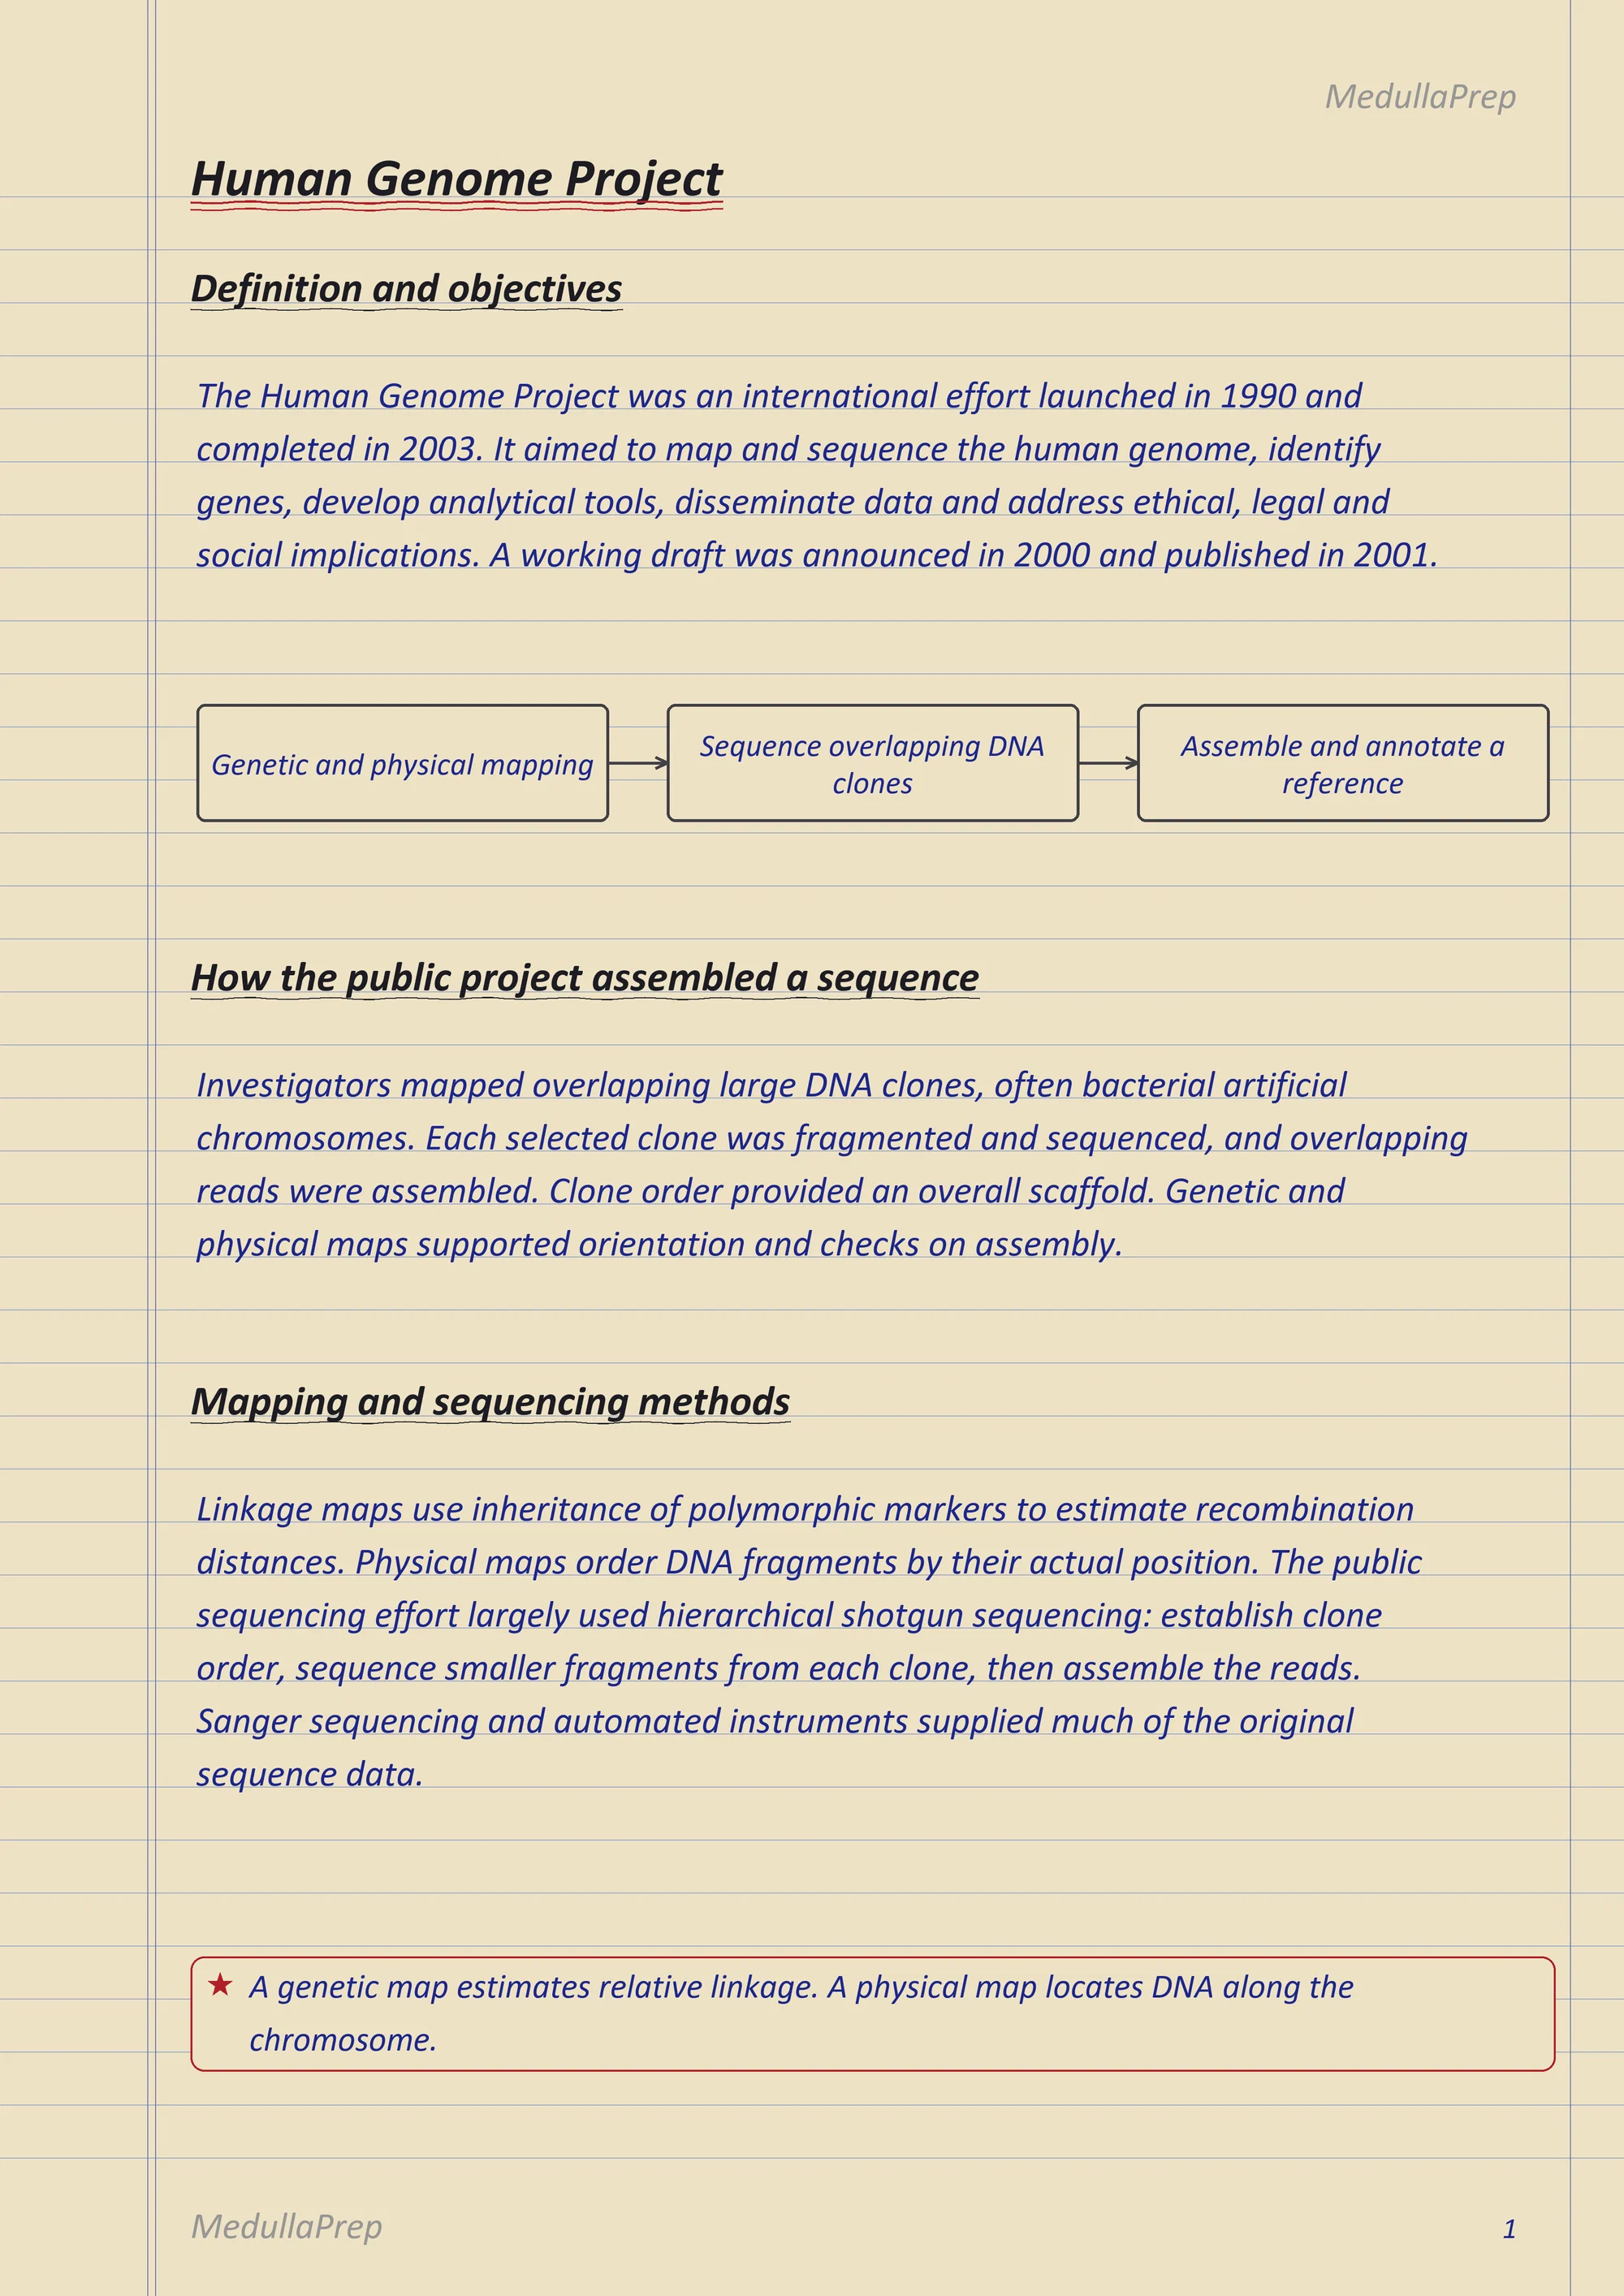 MedullaPrep
Human Genome Project
Definition and objectives
The Human Genome Project was an international effort launched in 1990 and
completed in 2003. It aimed to map and sequence the human genome, identify
genes, develop analytical tools, disseminate data and address ethical, legal and
social implications. A working draft was announced in 2000 and published in 2001.
Genetic and physical mapping
Sequence overlapping DNA
clones
Assemble and annotate a
reference
How the public project assembled a sequence
Investigators mapped overlapping large DNA clones, often bacterial artificial
chromosomes. Each selected clone was fragmented and sequenced, and overlapping
reads were assembled. Clone order provided an overall scaffold. Genetic and
physical maps supported orientation and checks on assembly.
Mapping and sequencing methods
Linkage maps use inheritance of polymorphic markers to estimate recombination
distances. Physical maps order DNA fragments by their actual position. The public
sequencing effort largely used hierarchical shotgun sequencing: establish clone
order, sequence smaller fragments from each clone, then assemble the reads.
Sanger sequencing and automated instruments supplied much of the original
sequence data.
★ A genetic map estimates relative linkage. A physical map locates DNA along the
chromosome.
MedullaPrep
1